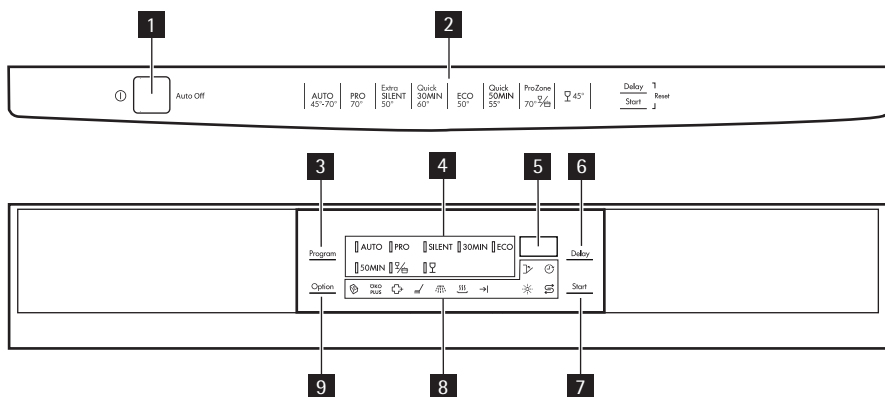 1
2
Auto Off
AUTO
45°-70°
PRO
70°
Extra
SILENT
50°
Quick
30MIN
60°
ECO
50°
Quick
50MIN
55°
ProZone
70°
45°
Delay
Start
Reset
3
4
5
6
Program
AUTO PRO SILENT 30MIN ECO
Delay
50MIN
Option
ÖKO
PLUS
Start
9
8
7